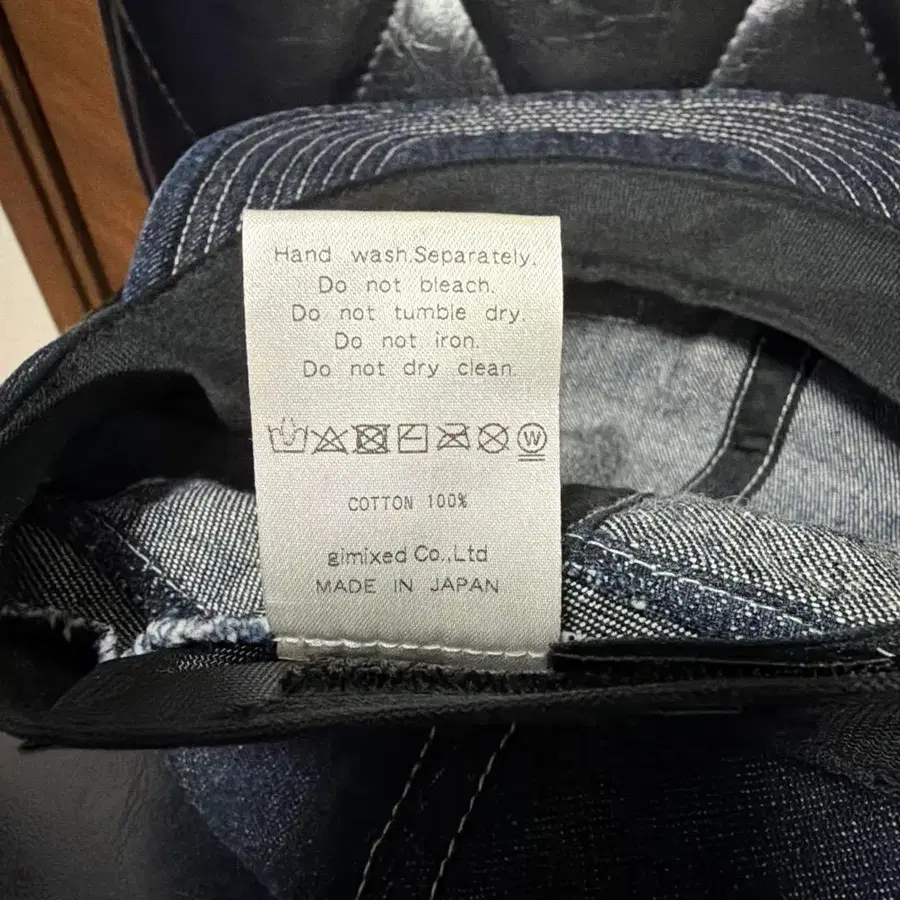 Hand wash.Separately.
Do not bleach.
Do not tumble dry.
Do not iron.
Do not dry clean.
W
COTTON 100%
gimixed Co.,Ltd
MADE IN JAPAN